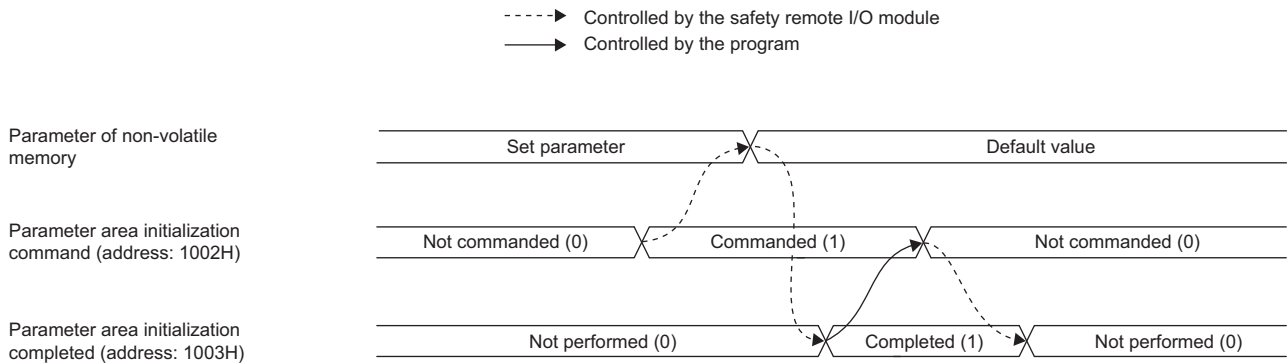 Controlled by the safety remote I/O module
Controlled by the program
Parameter of non-volatile
memory
Set parameter
Default value
Parameter area initialization
command (address: 1002H)
Not commanded (0)
Commanded (1)
Not commanded (0)
Parameter area initialization
completed (address: 1003H)
Not performed (0)
Completed (1)
Not performed (0)